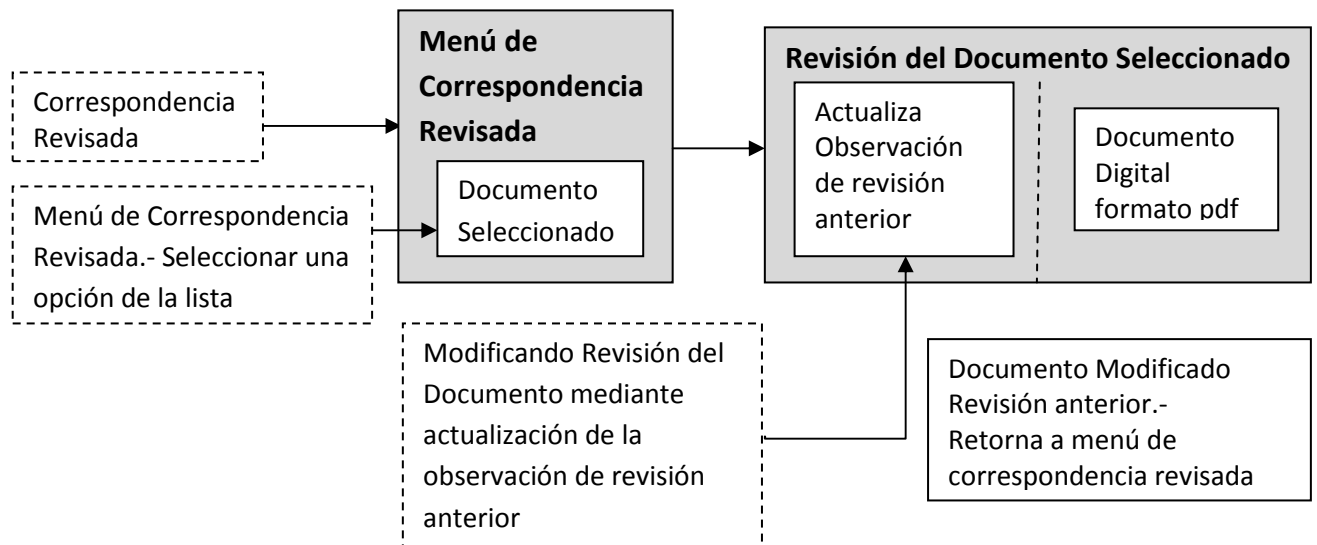 Correspondencia
Revisada
Menú de Correspondencia
Revisada.- Seleccionar una
opción de la lista
Menú de
Correspondencia
Revisada
Documento
Seleccionado
Revisión del Documento Seleccionado
Actualiza
Observación
de revisión
anterior
Documento
Digital
formato pdf
Modificando Revisión del
Documento mediante
actualización de la
observación de revisión
anterior
Documento Modificado
Revisión anterior.-
Retorna a menú de
correspondencia revisada